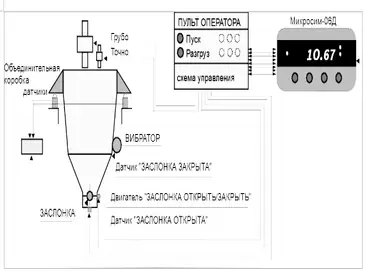 Грубо
Точно
Объединительная
коробка
датчики
ПУЛЬТ ОПЕРАТОРА
Пуск
Разгруз
схема управления
Микросим-06Д
10.67
ВИБРАТОР
Датчик "ЗАСЛОНКА ЗАКРЫТА"
Двигатель "ЗАСЛОНКА ОТКРЫТЬ/ЗАКРЫТЬ"
ЗАСЛОНКА
Датчик "ЗАСЛОНКА ОТКРЫТА"